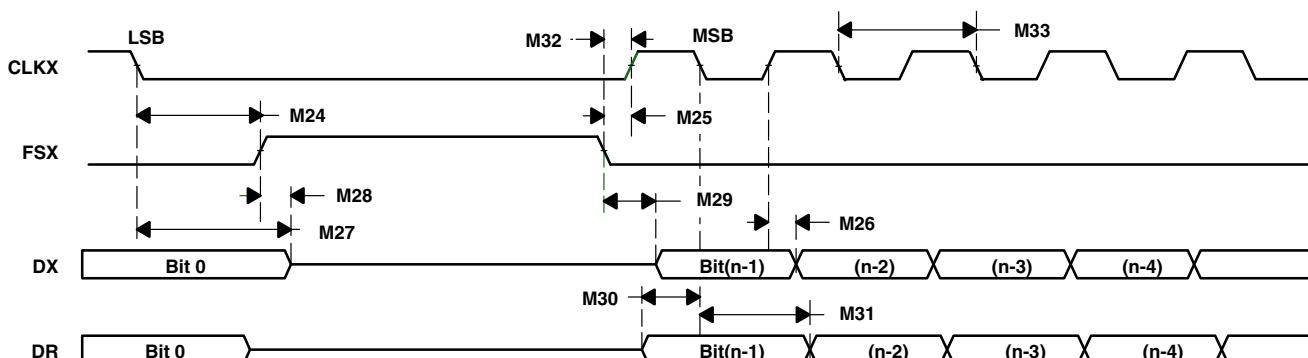 LSB
M32
MSB
M33
CLKX
M24
M25
FSX
M28
M29
M27
M26
DX
Bit 0
Bit(n-1)
(n-2)
(n-3)
(n-4)
M30
M31
DR
Bit 0
Bit(n-1)
(n-2)
(n-3)
(n-4)